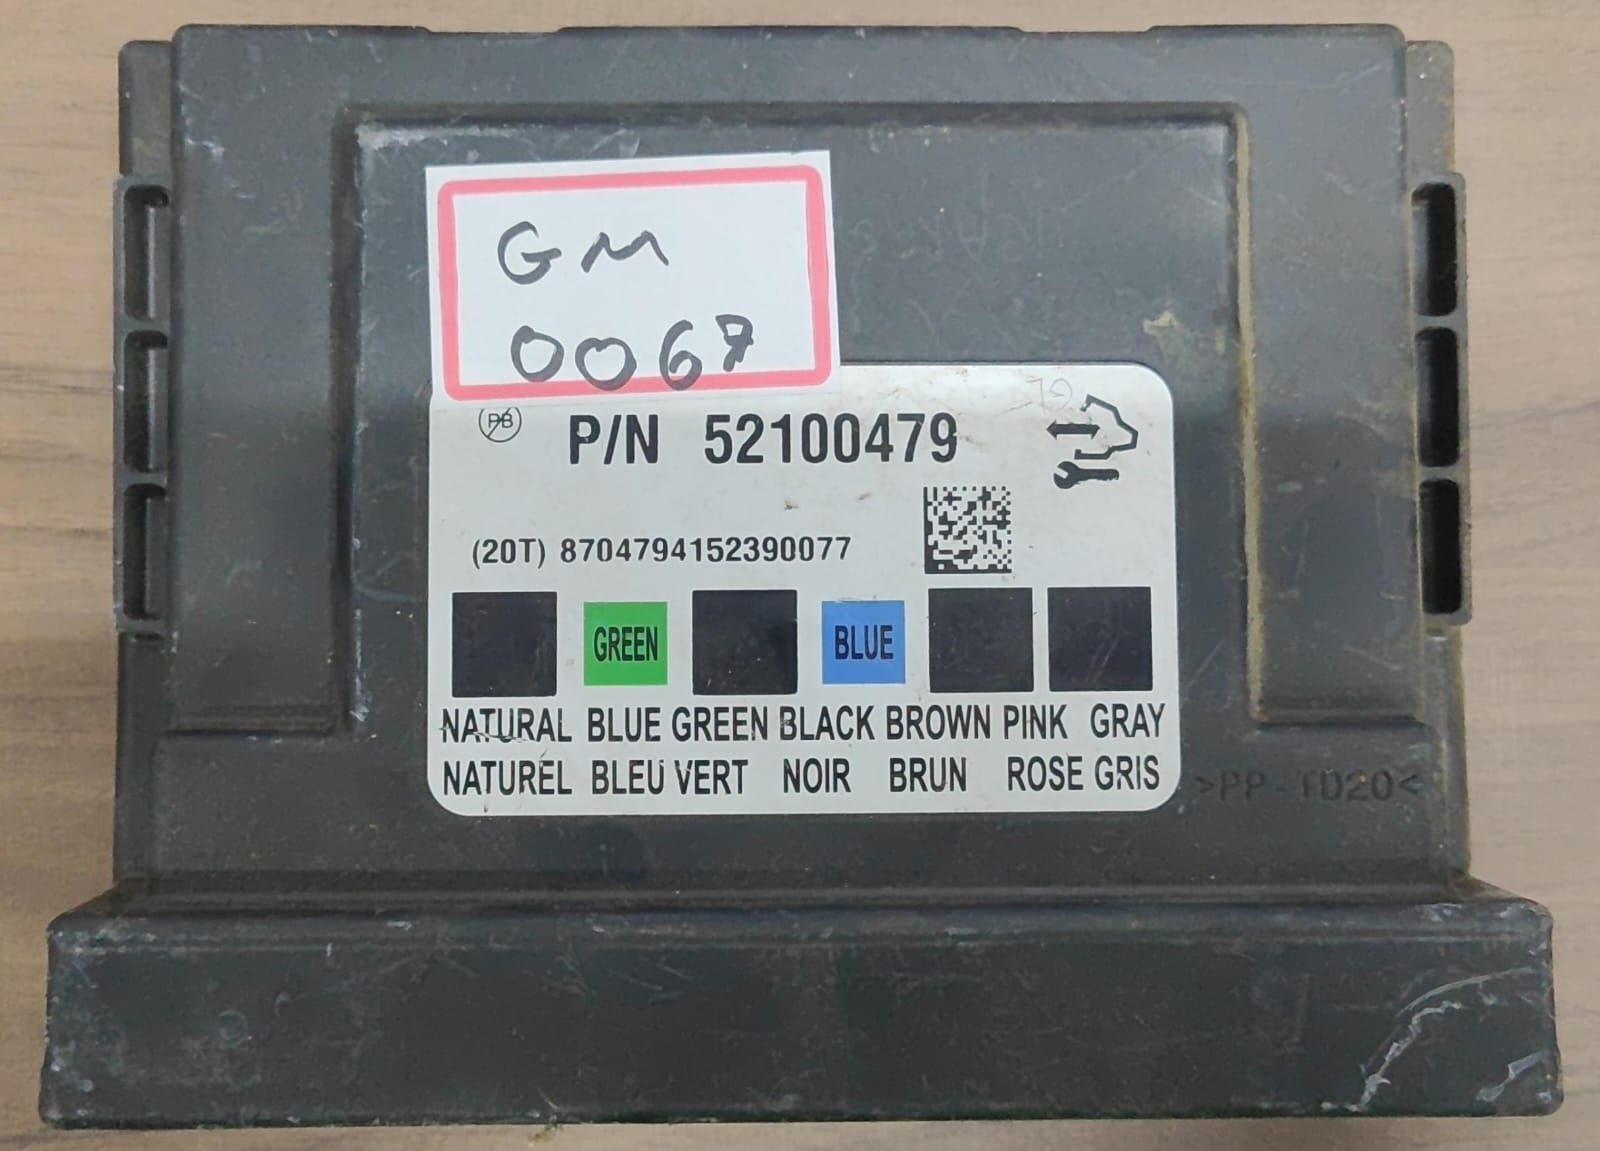 GM
0067
PB
P/N 52100479
(20T) 8704794152390077
GREEN BLUE
NATURAL BLUE GREEN BLACK BROWN PINK GRAY
NATUREL BLEU VERT NOIR BRUN ROSE GRIS
>PP-TD20<